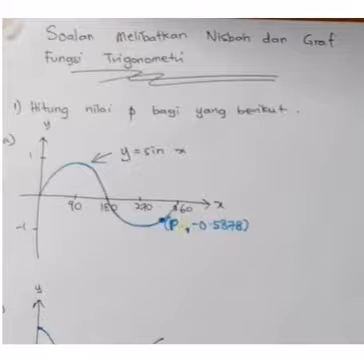 Soalan Melibatkan Nisbah dan Graf
Fungsi Trigonometri
1) Hitung nilai p bagi yang berikut.
a)
y
1
y = sin x
90 180 270 360 x
-1
(p, -0.5878)
y